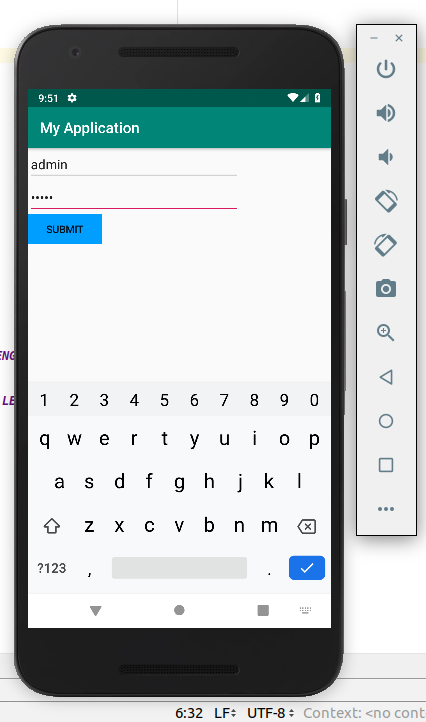 9:51
My Application
admin
•••••
SUBMIT
1 2 3 4 5 6 7 8 9 0
q w e r t y u i o p
a s d f g h j k l
z x c v b n m
?123 , .
ENG
LE
6:32 LF UTF-8 Context: <no cont